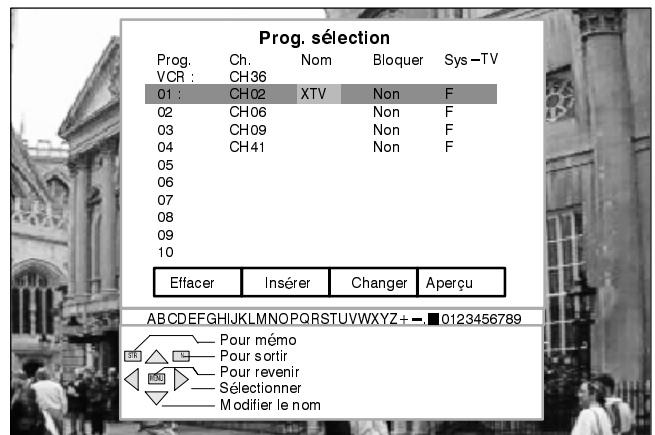 Prog. sélection
Prog. Ch. Nom Bloquer Sys-TV
VCR : CH36
01 : CH02 XTV Non F
02 CH06 Non F
03 CH09 Non F
04 CH41 Non F
05
06
07
08
09
10
Effacer Insérer Changer Aperçu
ABCDEFGHIJKLMNOPQRSTUVWXYZ+-.■0123456789
Pour mémo
STR N Pour sortir
Pour revenir
MENU Sélectionner
Modifier le nom